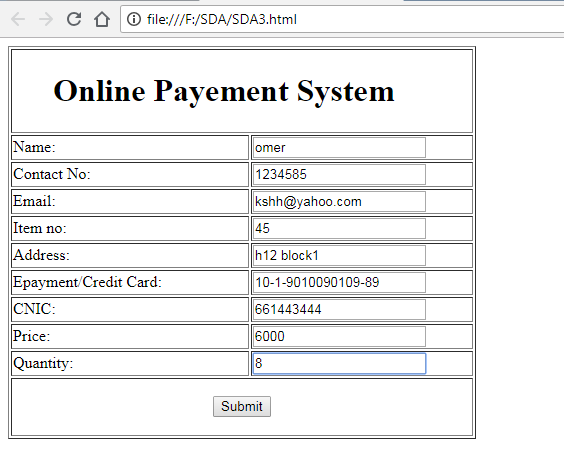 file:///F:/SDA/SDA3.html
Online Payement System
Name: omer
Contact No: 1234585
Email: kshh@yahoo.com
Item no: 45
Address: h12 block1
Epayment/Credit Card: 10-1-9010090109-89
CNIC: 661443444
Price: 6000
Quantity: 8
Submit